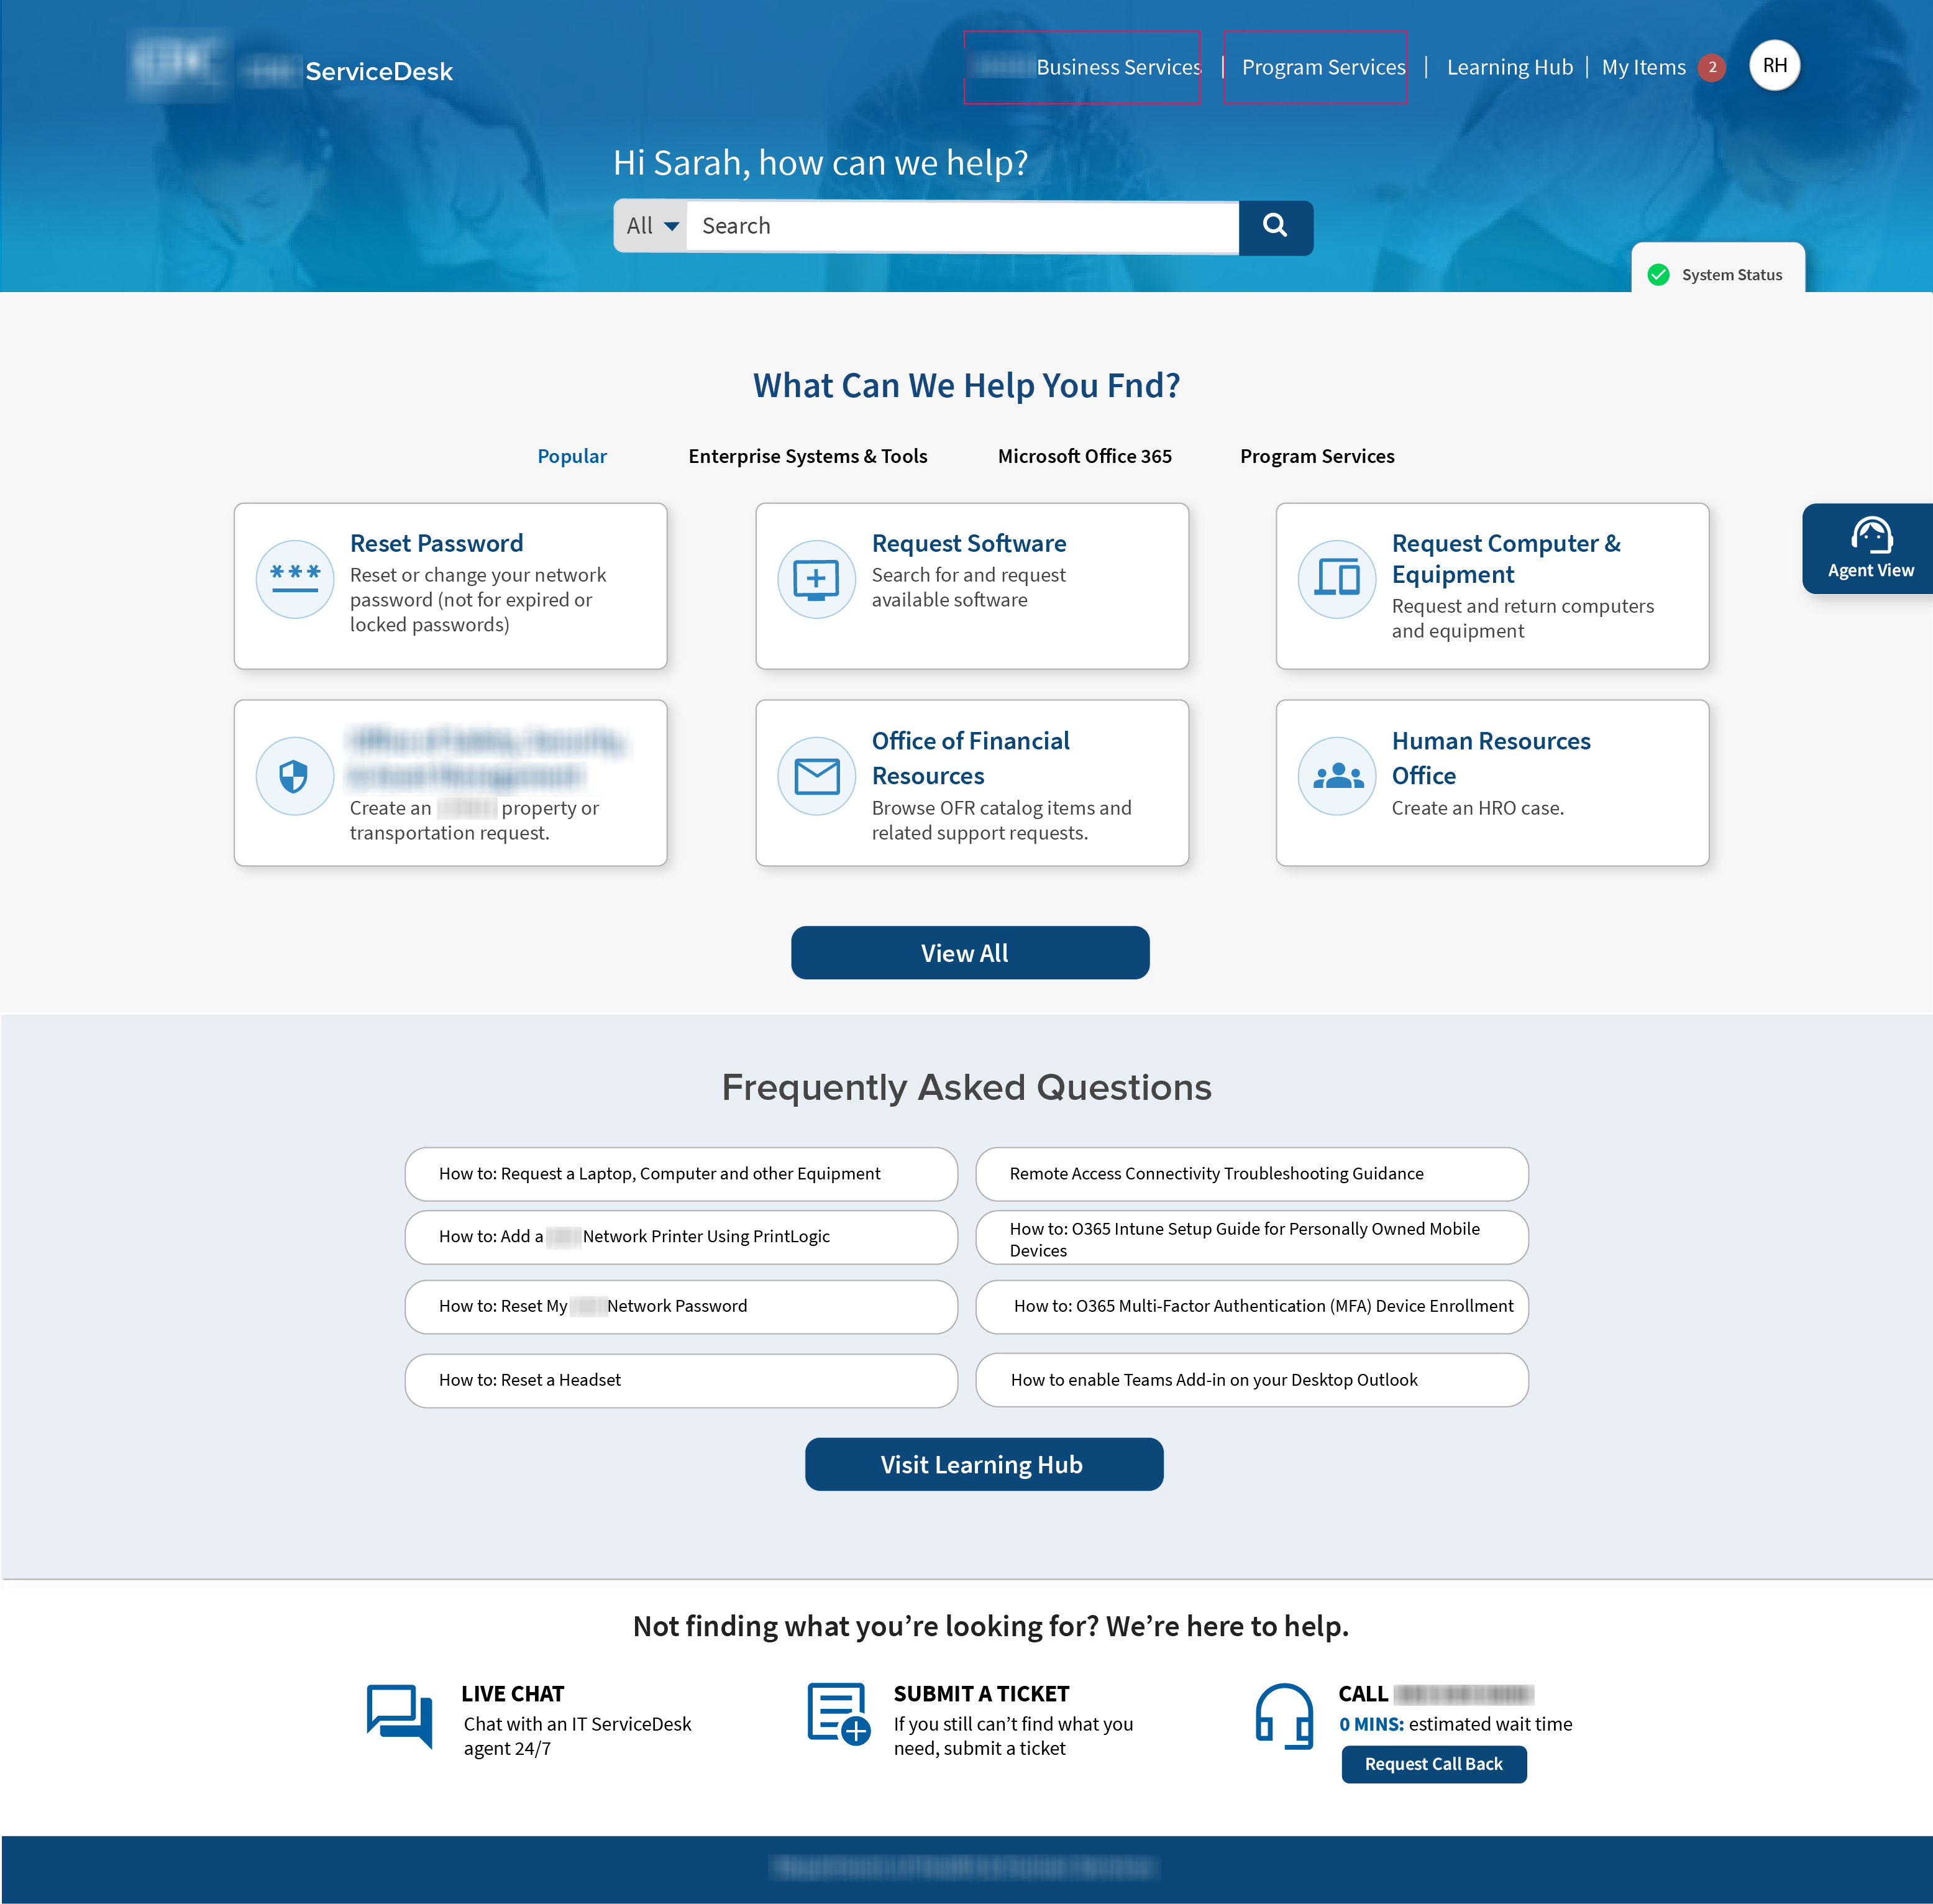 ServiceDesk
Business Services | Program Services | Learning Hub | My Items 2 RH
Hi Sarah, how can we help?
All Search
System Status
What Can We Help You Fnd?
Popular Enterprise Systems & Tools Microsoft Office 365 Program Services
Reset Password
Reset or change your network
password (not for expired or
locked passwords)
Request Software
Search for and request
available software
Request Computer &
Equipment
Request and return computers
and equipment
Agent View
Create an property or
transportation request.
Office of Financial
Resources
Browse OFR catalog items and
related support requests.
Human Resources
Office
Create an HRO case.
View All
Frequently Asked Questions
How to: Request a Laptop, Computer and other Equipment
Remote Access Connectivity Troubleshooting Guidance
How to: Add a Network Printer Using PrintLogic
How to: O365 Intune Setup Guide for Personally Owned Mobile
Devices
How to: Reset My Network Password
How to: O365 Multi-Factor Authentication (MFA) Device Enrollment
How to: Reset a Headset
How to enable Teams Add-in on your Desktop Outlook
Visit Learning Hub
Not finding what you're looking for? We're here to help.
LIVE CHAT
Chat with an IT ServiceDesk
agent 24/7
SUBMIT A TICKET
If you still can't find what you
need, submit a ticket
CALL
0 MINS: estimated wait time
Request Call Back